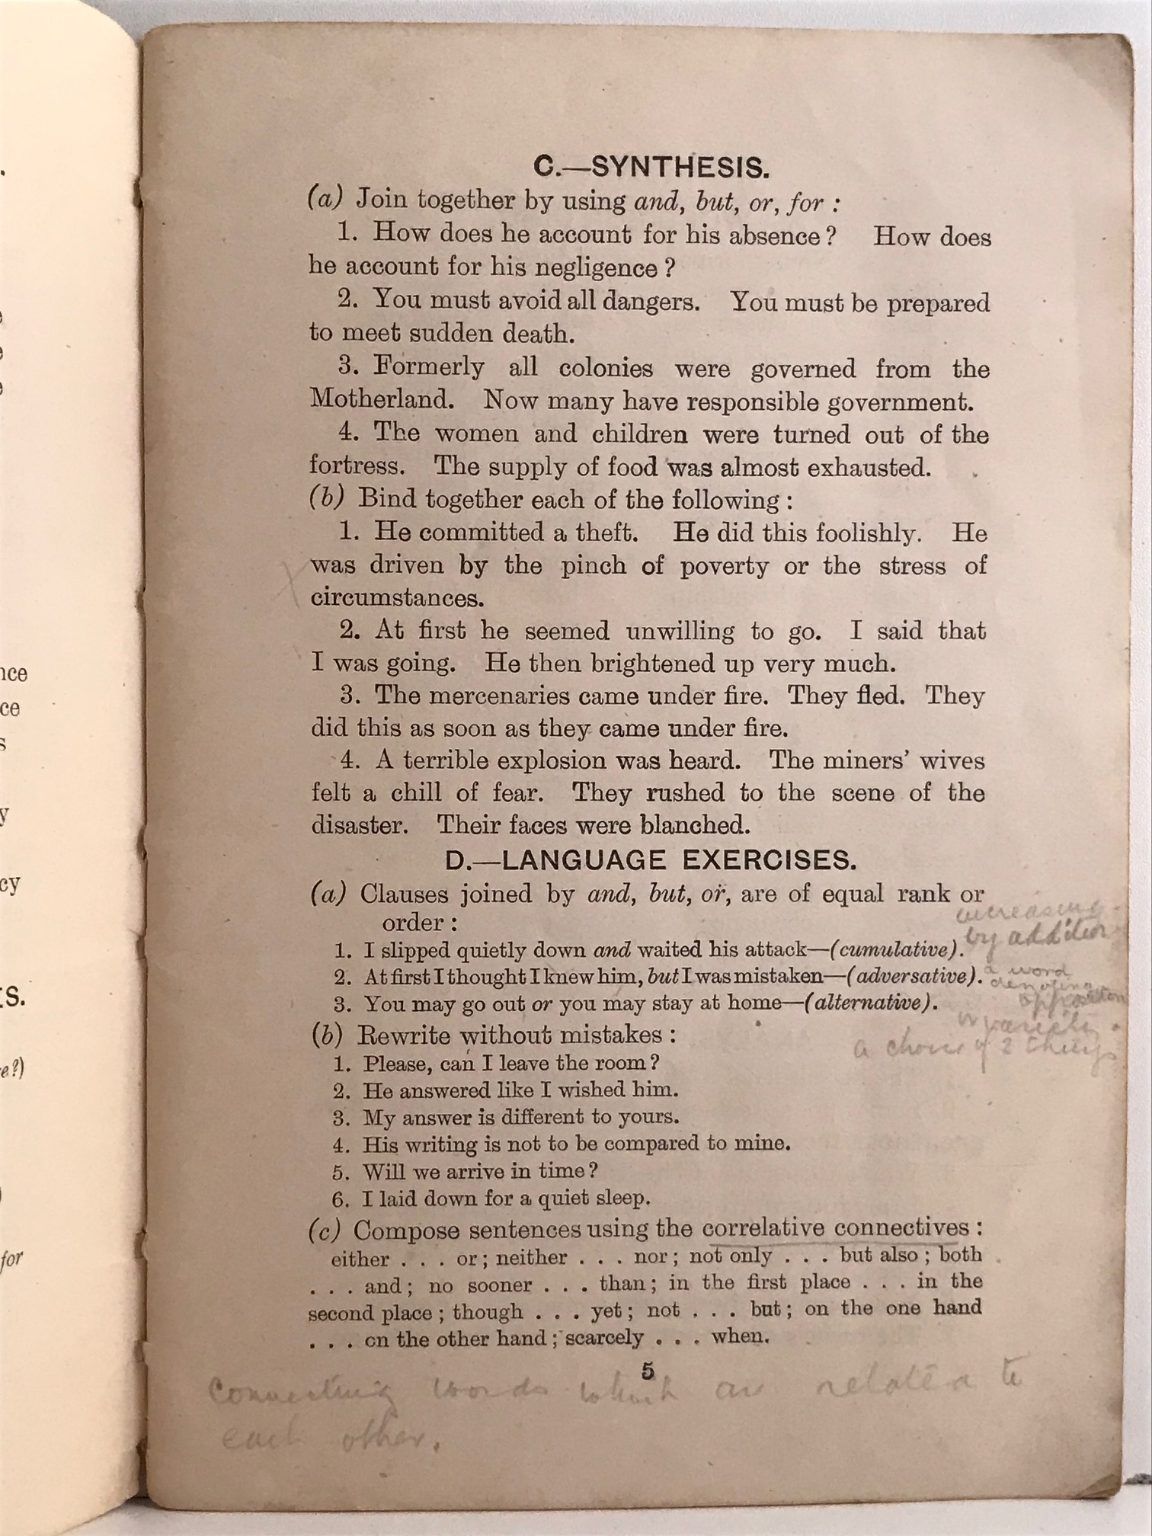 C.—SYNTHESIS.
(a) Join together by using and, but, or, for :
1. How does he account for his absence? How does
he account for his negligence?
2. You must avoid all dangers. You must be prepared
to meet sudden death.
3. Formerly all colonies were governed from the
Motherland. Now many have responsible government.
4. The women and children were turned out of the
fortress. The supply of food was almost exhausted.
(b) Bind together each of the following :
1. He committed a theft. He did this foolishly. He
was driven by the pinch of poverty or the stress of
circumstances.
2. At first he seemed unwilling to go. I said that
I was going. He then brightened up very much.
3. The mercenaries came under fire. They fled. They
did this as soon as they came under fire.
4. A terrible explosion was heard. The miners' wives
felt a chill of fear. They rushed to the scene of the
disaster. Their faces were blanched.
D.—LANGUAGE EXERCISES.
(a) Clauses joined by and, but, or, are of equal rank or
order :
increasing
by addition
1. I slipped quietly down and waited his attack—(cumulative).
2. At first I thought I knew him, but I was mistaken—(adversative).
a word
denoting
opposition
3. You may go out or you may stay at home—(alternative).
or variety.
a choice of 2 things
(b) Rewrite without mistakes :
1. Please, can I leave the room?
2. He answered like I wished him.
3. My answer is different to yours.
4. His writing is not to be compared to mine.
5. Will we arrive in time?
6. I laid down for a quiet sleep.
(c) Compose sentences using the correlative connectives :
either . . . or; neither . . . nor; not only . . . but also; both
. . . and; no sooner . . . than; in the first place . . . in the
second place; though . . . yet; not . . . but; on the one hand
. . . on the other hand; scarcely . . . when.
5
Connecting words which are related to
each other.
nce
ce
s
y
cy
S.
e?)
)
for